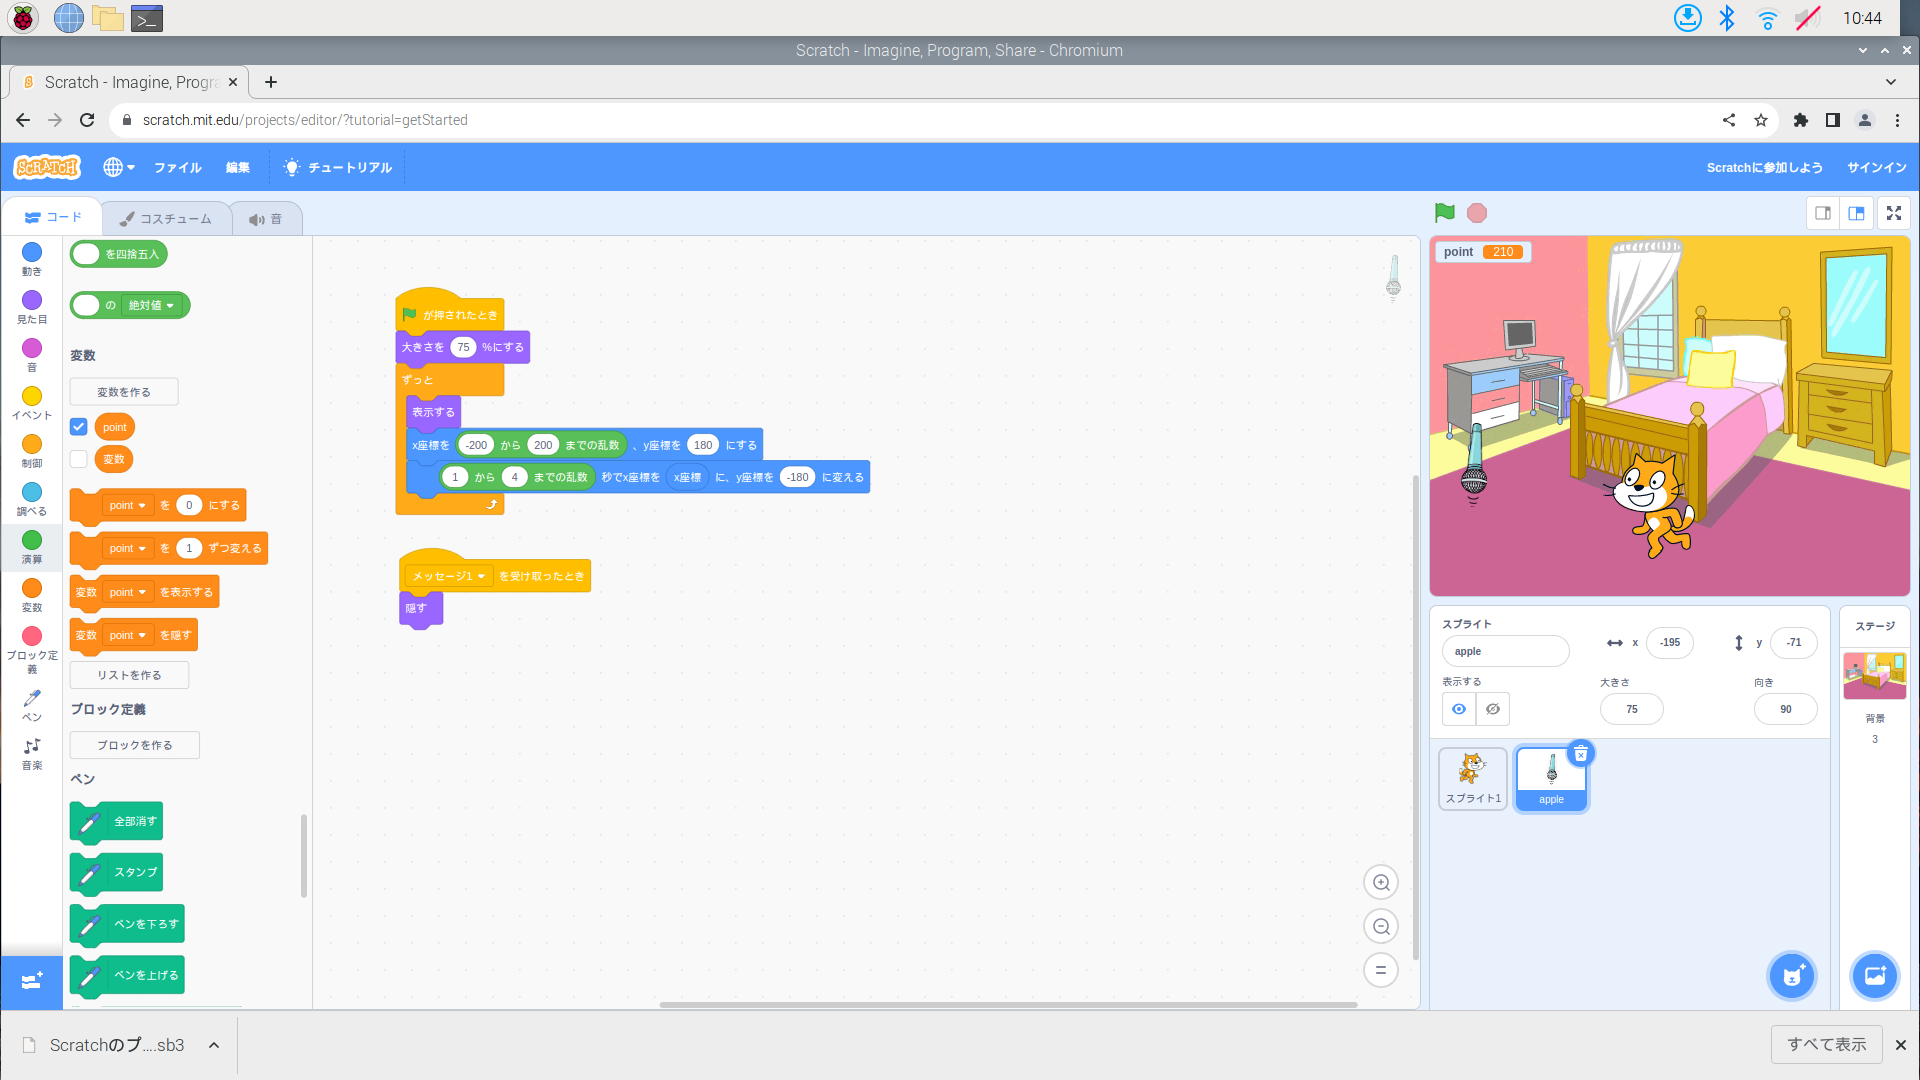 10:44
Scratch - Imagine, Program, Share - Chromium
Scratch - Imagine, Progra
scratch.mit.edu/projects/editor/?tutorial=getStarted
SCRATCH ファイル 編集 チュートリアル Scratchに参加しよう サインイン
コード コスチューム 音
動き
見た目
音
イベント
制御
調べる
演算
変数
ブロック定
義
ペン
音楽
を四捨五入
の 絶対値
変数
変数を作る
point
変数
point を 0 にする
point を 1 ずつ変える
変数 point を表示する
変数 point を隠す
リストを作る
ブロック定義
ブロックを作る
ペン
全部消す
スタンプ
ペンを下ろす
ペンを上げる
が押されたとき
大きさを 75 %にする
ずっと
表示する
x座標を -200 から 200 までの乱数 、y座標を 180 にする
1 から 4 までの乱数 秒でx座標を x座標 に、y座標を -180 に変える
メッセージ1 を受け取ったとき
隠す
point 210
スプライト
apple
x -195 y -71
表示する
大きさ
75
向き
90
スプライト1
apple
ステージ
背景
3
Scratchのプ....sb3
すべて表示